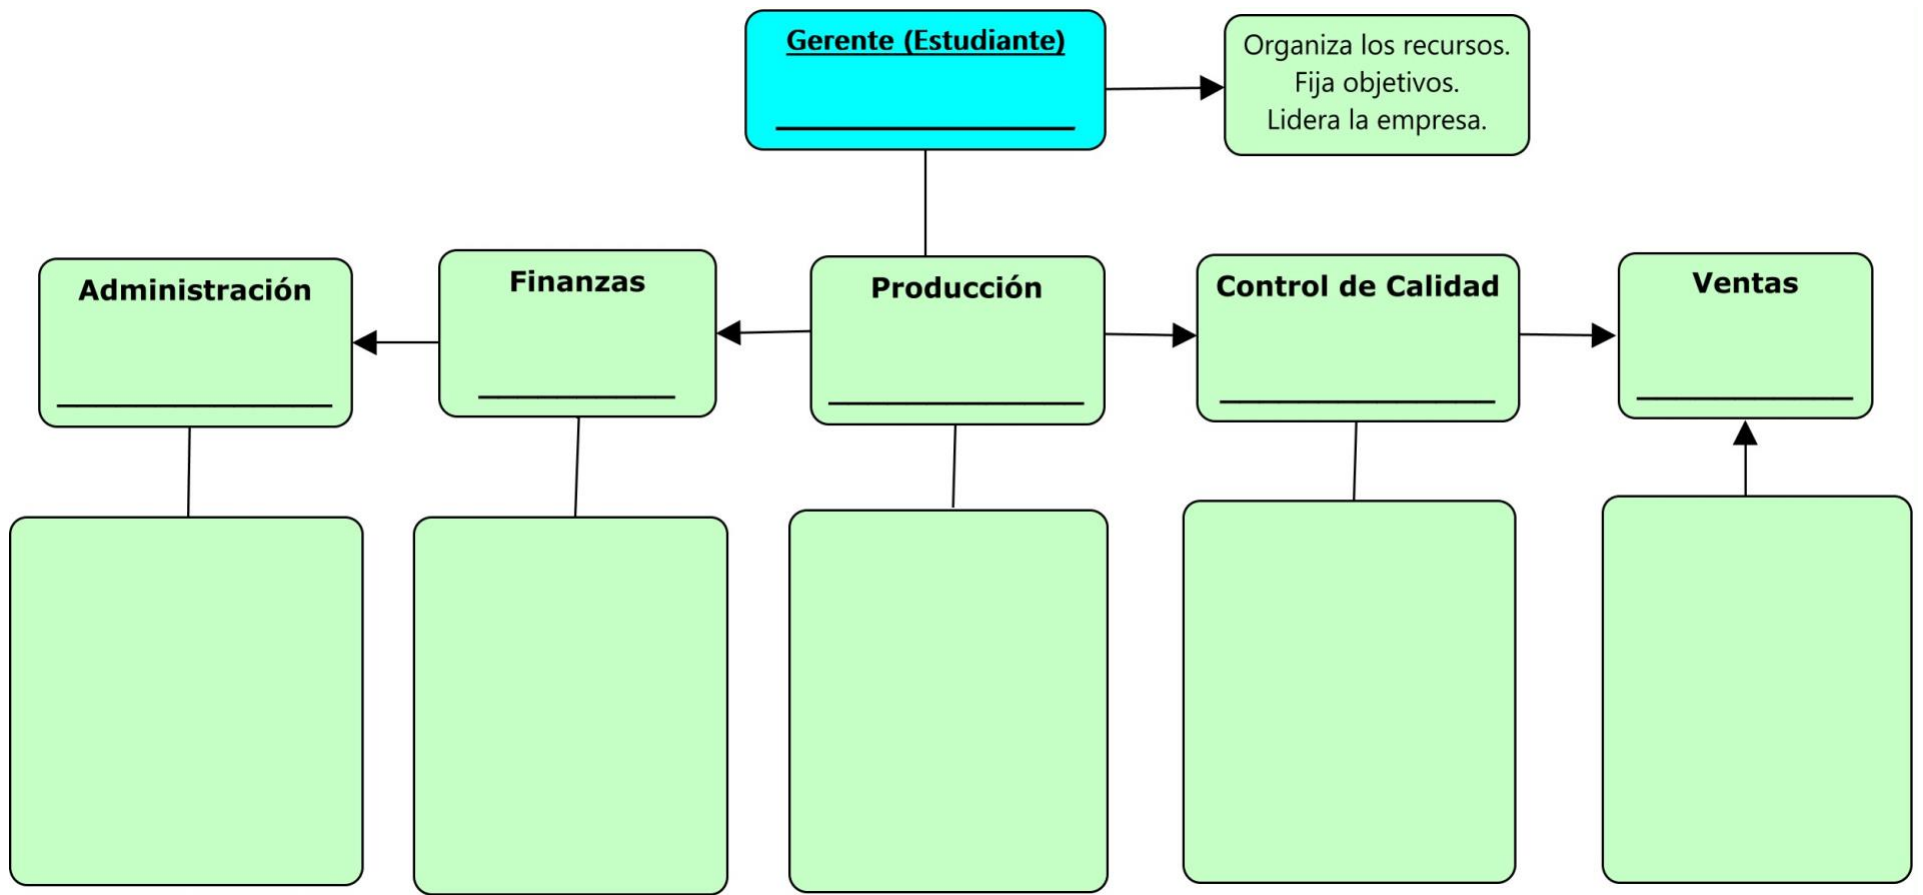 Gerente (Estudiante)
Organiza los recursos.
Fija objetivos.
Lidera la empresa.
Administración
Finanzas
Producción
Control de Calidad
Ventas